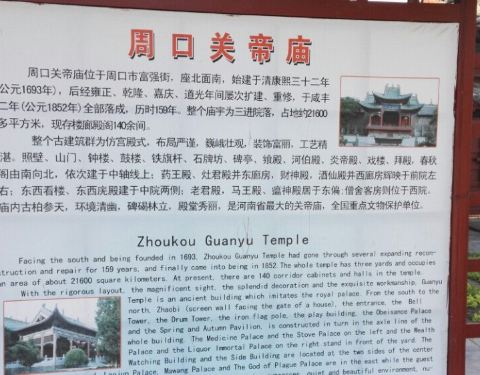 周口关帝庙
周口关帝庙位于周口市富强街，座北面南，始建于清康熙三十二年
公元1693年)，后经雍正、乾隆、嘉庆、道光年间屡次扩建、重修，于咸丰
二年(公元1852年)全部落成，历时159年。整个庙宇为三进院落，占地约21600
多平方米，现存楼廊殿阁140余间。
整个古建筑群为仿宫殿式，布局严谨，巍峨壮观，装饰富丽，工艺精
湛。照壁、山门、钟楼、鼓楼、铁旗杆、石牌坊、碑亭、飨殿、河伯殿、炎帝殿、戏楼、拜殿、春秋
阁由南向北，依次建于中轴线上；药王殿、灶君殿并东廊房，财神殿，酒仙殿并西廊房辉映于前院左
右；东西看楼、东西庑殿建于中院两侧；老君殿，马王殿、瘟神殿居于东偏；僧舍客房则位于西院。
庙内古柏参天，环境清幽，碑碣林立，殿堂秀丽，是河南省最大的关帝庙，全国重点文物保护单位。
Zhoukou Guanyu Temple
Facing the south and being founded in 1693, Zhoukou Guanyu Temple had gone through several expanding recon-
struction and repair for 159 years, and finally came into being in 1852.The whole temple has three yards and occupies
an area of about 21600 square kilometers. At present, there are 140 corridor cabinets and halls in the temple.
With the rigorous layout, the magnificent sight, the splendid decoration and the exquisite workmanship, Guanyu
Temple is an ancient building which imitates the royal palace. From the south to the
north, Zhaobi (screen wall facing the gate of a house), the entrance, the Bell
Tower, the Drum Tower, the iron flag pole, the play building, the Obeisance Palace
and the Spring and Autumn Pavilion, is constructed in turn in the axle line of the
whole building. The Medicine Palace and the Stove Palace on the left and the Wealth
Palace and the Liquor Immortal Palace on the right stand in front of the yard. The
Watching Building and the Side Building are located at the two sides of the center
Palace, Mawang Palace and The God of Plague Palace are in the east while the guest
quiet and beautiful environment, nu-